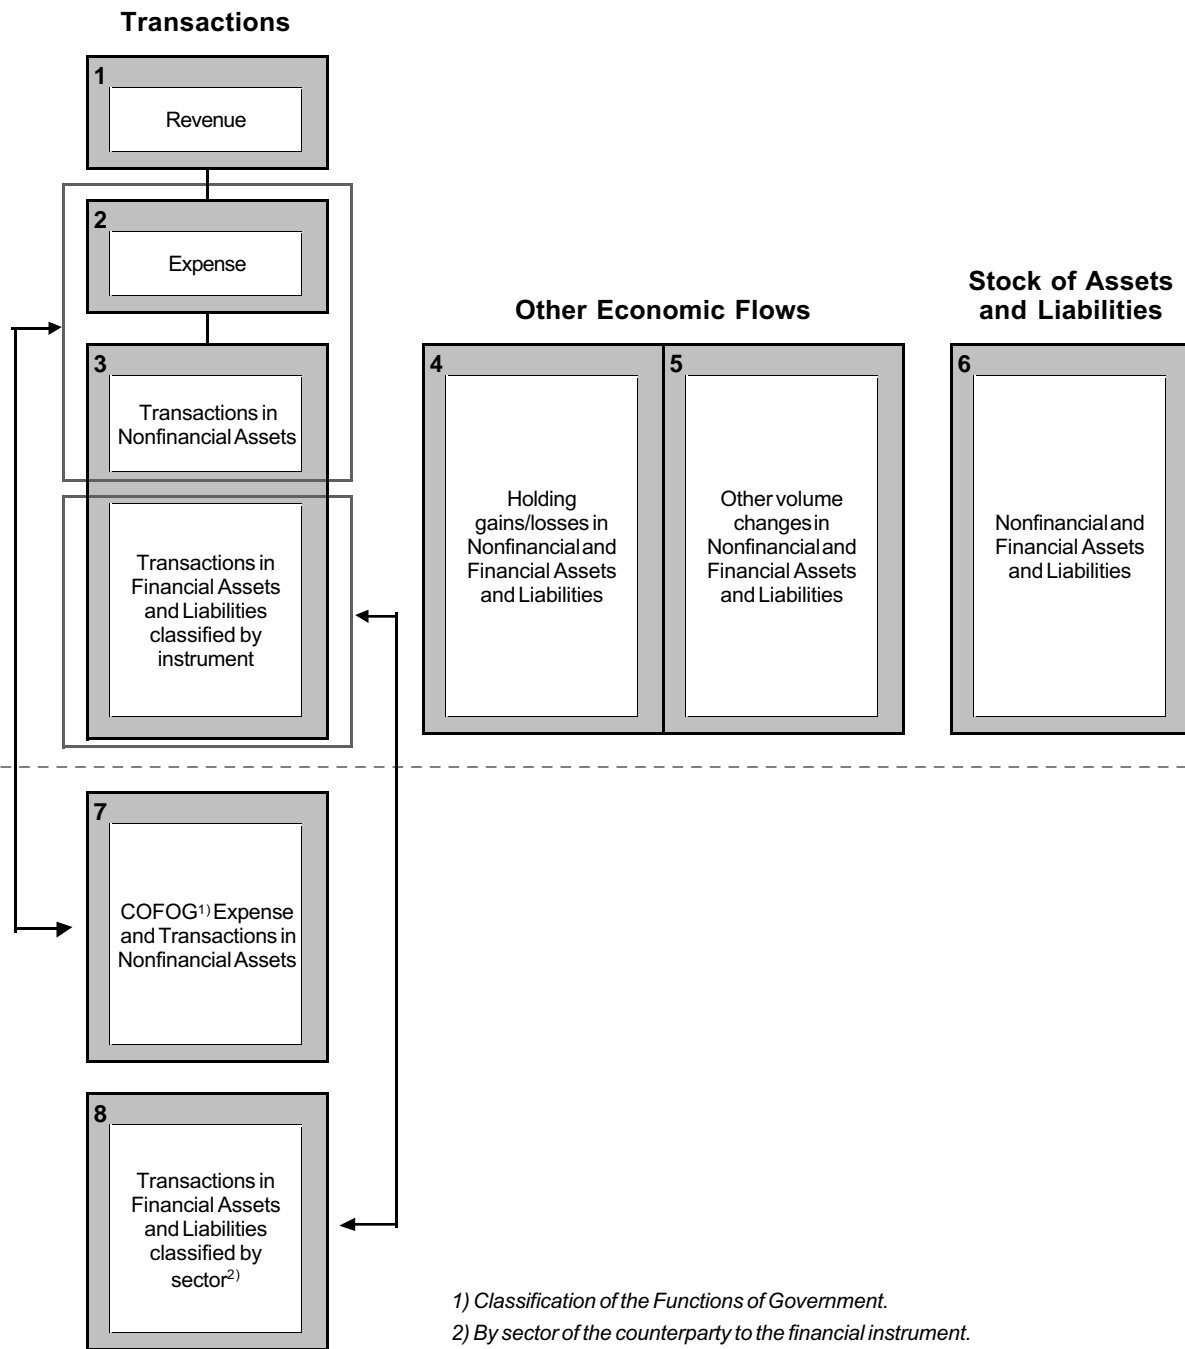 Transactions
1
Revenue
2
Expense
3
Transactions in
Nonfinancial Assets
Transactions in
Financial Assets
and Liabilities
classified by
instrument
Other Economic Flows
4
Holding
gains/losses in
Nonfinancial and
Financial Assets
and Liabilities
5
Other volume
changes in
Nonfinancial and
Financial Assets
and Liabilities
Stock of Assets
and Liabilities
6
Nonfinancial and
Financial Assets
and Liabilities
7
COFOG1) Expense
and Transactions in
Nonfinancial Assets
8
Transactions in
Financial Assets
and Liabilities
classified by
sector2)
1) Classification of the Functions of Government.
2) By sector of the counterparty to the financial instrument.